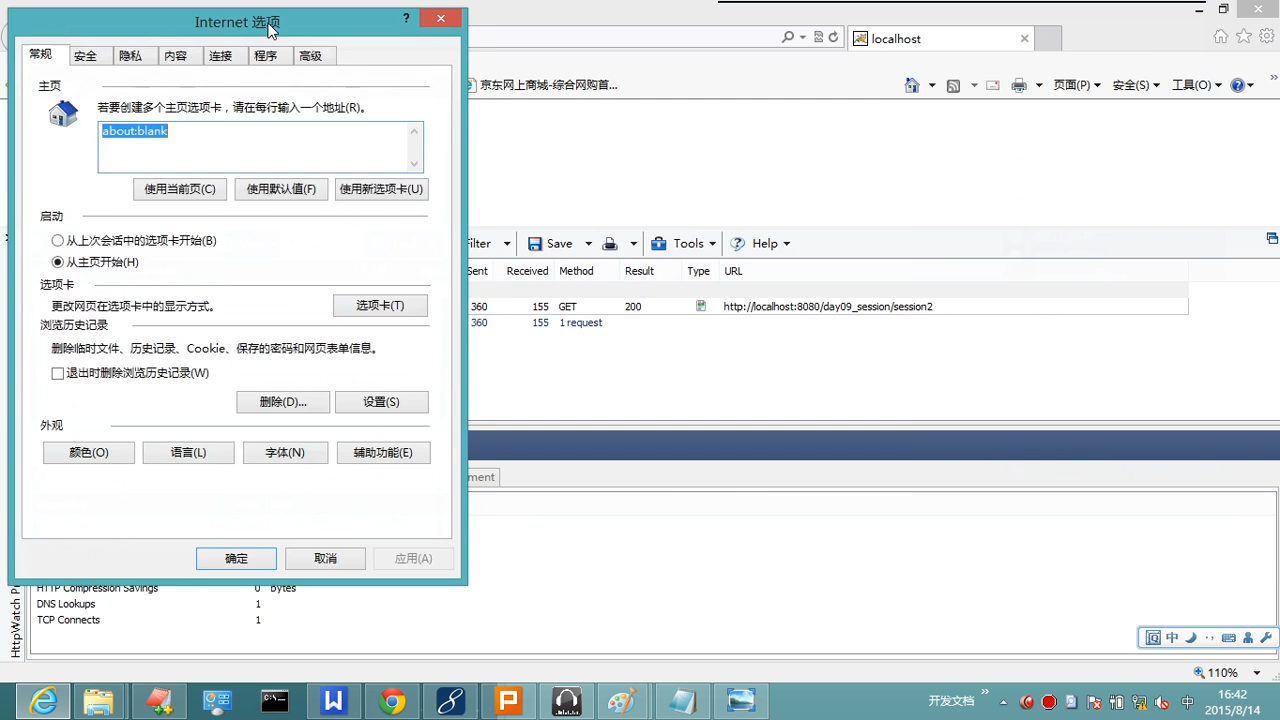 Internet 选项
?
常规 安全 隐私 内容 连接 程序 高级
主页
若要创建多个主页选项卡，请在每行输入一个地址(R)。
about:blank
使用当前页(C) 使用默认值(F) 使用新选项卡(U)
启动
从上次会话中的选项卡开始(B)
从主页开始(H)
选项卡
更改网页在选项卡中的显示方式。 选项卡(T)
浏览历史记录
删除临时文件、历史记录、Cookie、保存的密码和网页表单信息。
退出时删除浏览历史记录(W)
删除(D)... 设置(S)
外观
颜色(O) 语言(L) 字体(N) 辅助功能(E)
确定 取消 应用(A)
localhost
京东网上商城-综合网购首...
页面(P) 安全(S) 工具(O)
Save Tools Help
Received Method Result Type URL
360 155 GET 200 http://localhost:8080/day09_session/session2
360 155 1 request
HTTP Compression Savings 0 bytes
DNS Lookups 1
TCP Connects 1
中
110%
开发文档
中
16:42
2015/8/14